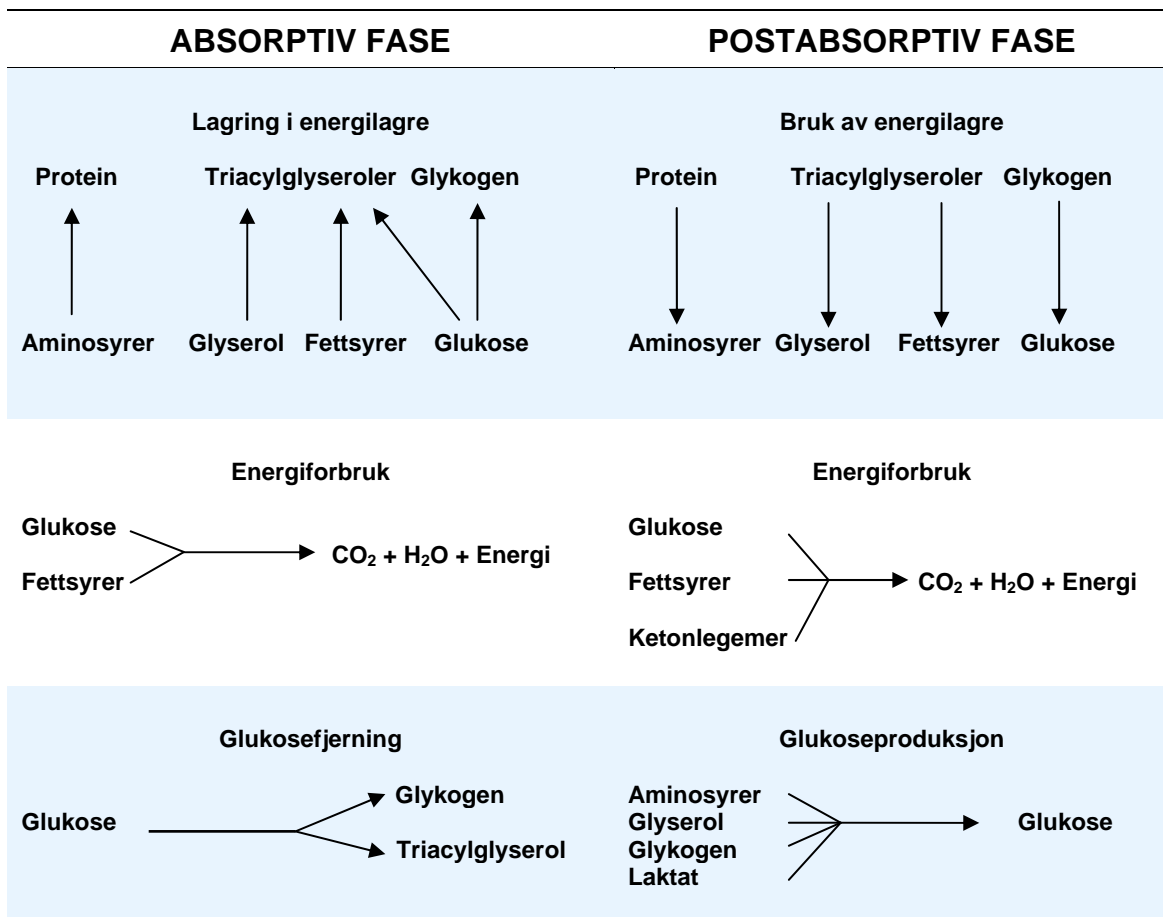 ABSORPTIV FASE POSTABSORPTIV FASE
Lagring i energilagre Bruk av energilagre
Protein Triacylglyseroler Glykogen Protein Triacylglyseroler Glykogen
Aminosyrer Glyserol Fettsyrer Glukose Aminosyrer Glyserol Fettsyrer Glukose
Energiforbruk Energiforbruk
Glukose Glukose
CO₂ + H₂O + Energi
Fettsyrer Fettsyrer CO₂ + H₂O + Energi
Ketonlegemer
Glukosefjerning Glukoseproduksjon
Glykogen Aminosyrer
Glukose Glyserol Glukose
Triacylglyserol Glykogen
Laktat